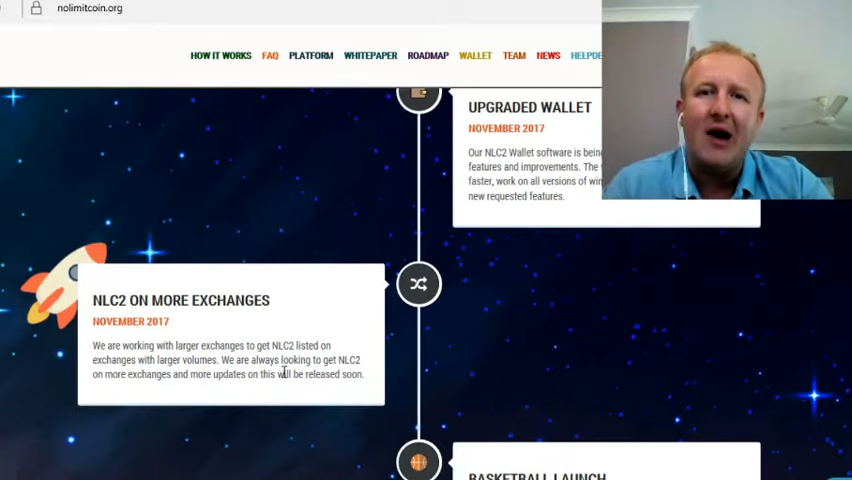 nolimitcoin.org
HOW IT WORKS FAQ PLATFORM WHITEPAPER ROADMAP WALLET TEAM NEWS
UPGRADED WALLET
NOVEMBER 2017
Our NLC2 Wallet software is
features and improvements. The
faster, work on all versions of
new requested features.
NLC2 ON MORE EXCHANGES
NOVEMBER 2017
We are working with larger exchanges to get NLC2 listed on
exchanges with larger volumes. We are always looking to get NLC2
on more exchanges and more updates on this will be released soon.
BASKETBALL LAUNCH